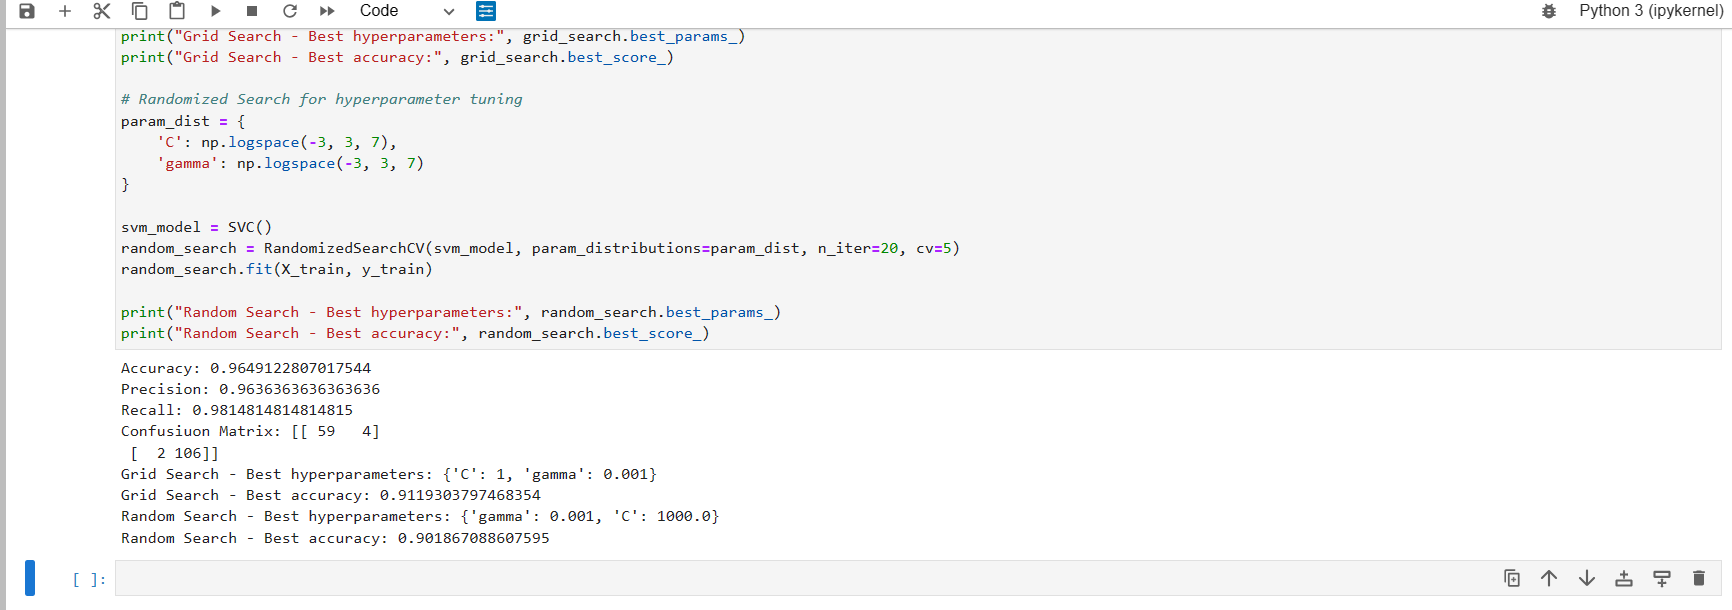 Code
Python 3 (ipykernel)
print("Grid Search - Best hyperparameters:", grid_search.best_params_)
print("Grid Search - Best accuracy:", grid_search.best_score_)
# Randomized Search for hyperparameter tuning
param_dist = {
    'C': np.logspace(-3, 3, 7),
    'gamma': np.logspace(-3, 3, 7)
}
svm_model = SVC()
random_search = RandomizedSearchCV(svm_model, param_distributions=param_dist, n_iter=20, cv=5)
random_search.fit(X_train, y_train)
print("Random Search - Best hyperparameters:", random_search.best_params_)
print("Random Search - Best accuracy:", random_search.best_score_)
Accuracy: 0.9649122807017544
Precision: 0.9636363636363636
Recall: 0.9814814814814815
Confusiuon Matrix: [[ 59   4]
 [  2 106]]
Grid Search - Best hyperparameters: {'C': 1, 'gamma': 0.001}
Grid Search - Best accuracy: 0.9119303797468354
Random Search - Best hyperparameters: {'gamma': 0.001, 'C': 1000.0}
Random Search - Best accuracy: 0.901867088607595
[ ]: